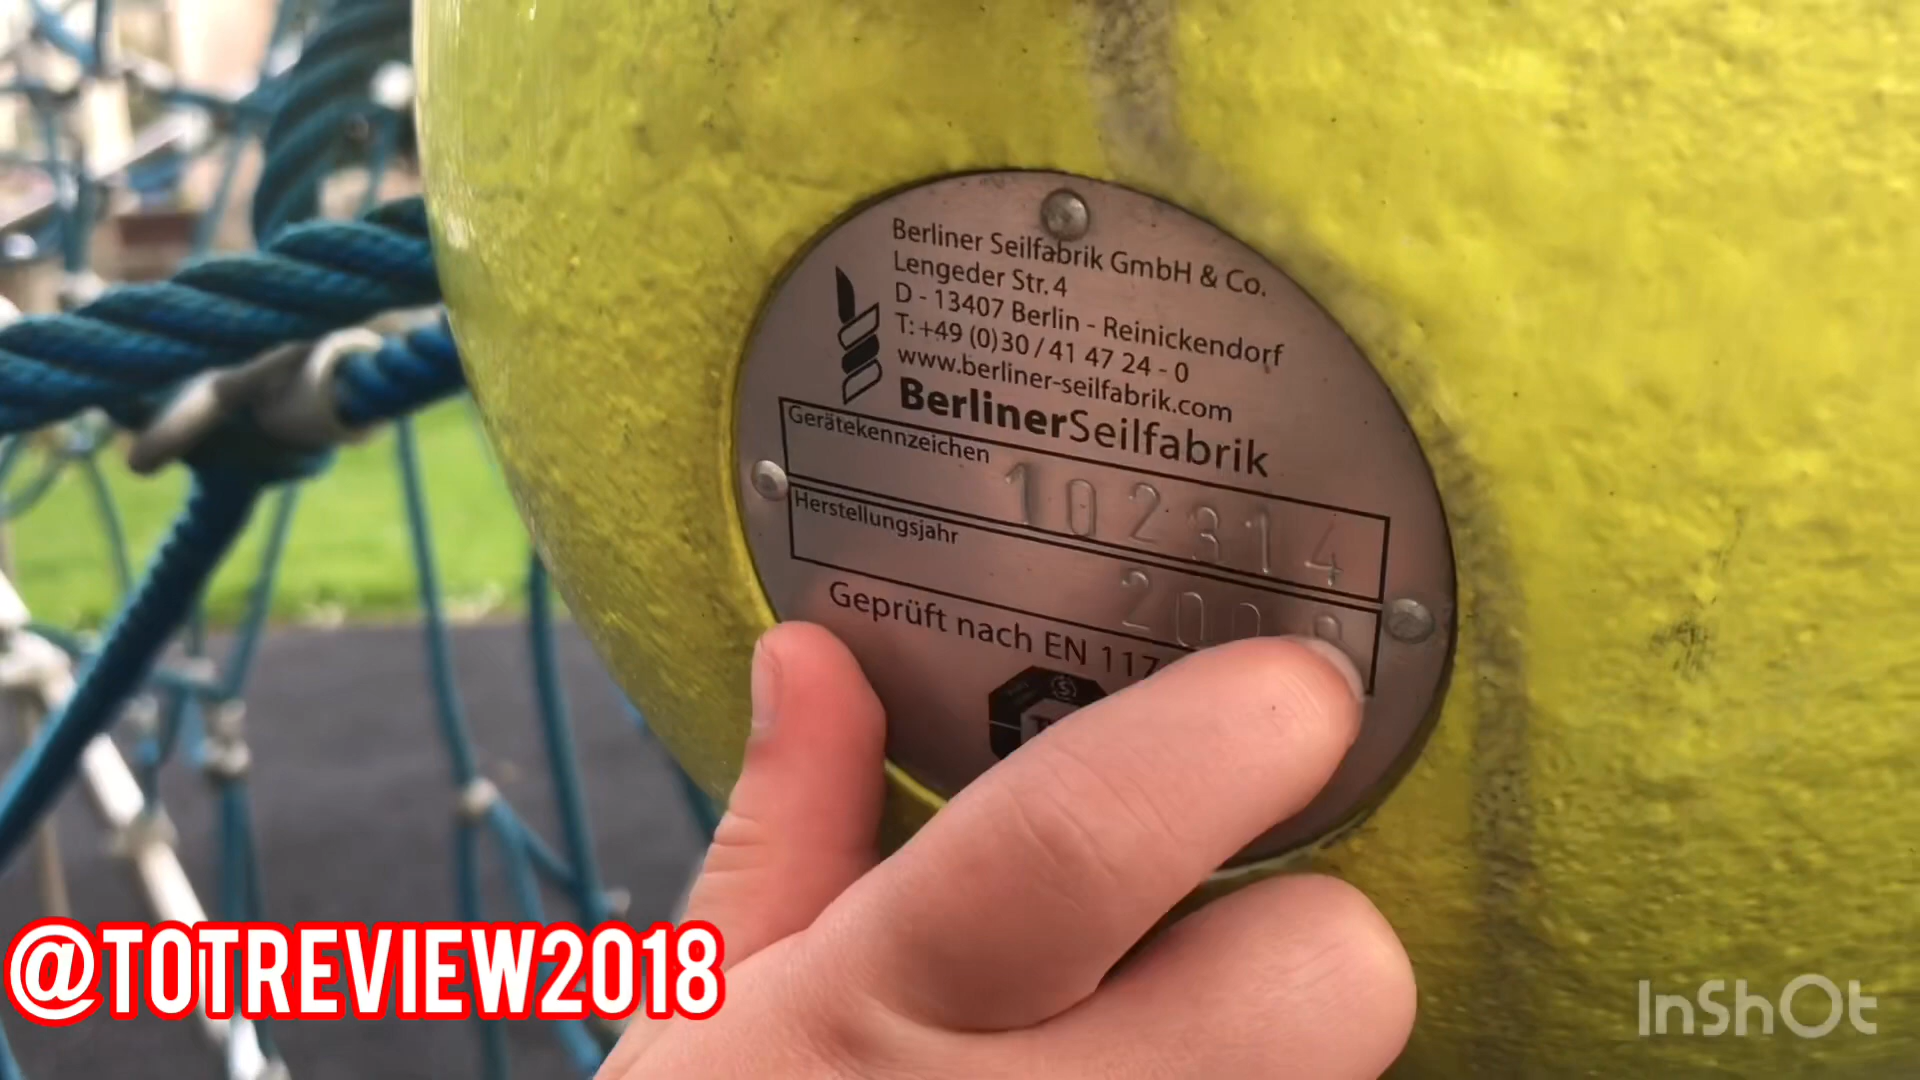 Berliner Seilfabrik GmbH & Co.
Lengeder Str. 4
D - 13407 Berlin - Reinickendorf
T: +49 (0)30 / 41 47 24 - 0
www.berliner-seilfabrik.com
BerlinerSeilfabrik
Gerätekennzeichen
102314
Herstellungsjahr
Geprüft nach EN 117
@TOTREVIEW2018
InShOt